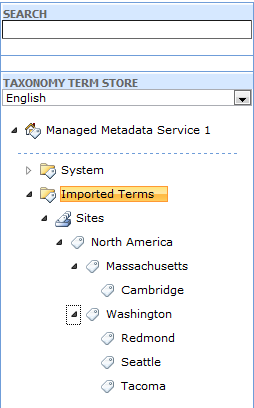 SEARCH
TAXONOMY TERM STORE
English
Managed Metadata Service 1
System
Imported Terms
Sites
North America
Massachusetts
Cambridge
Washington
Redmond
Seattle
Tacoma